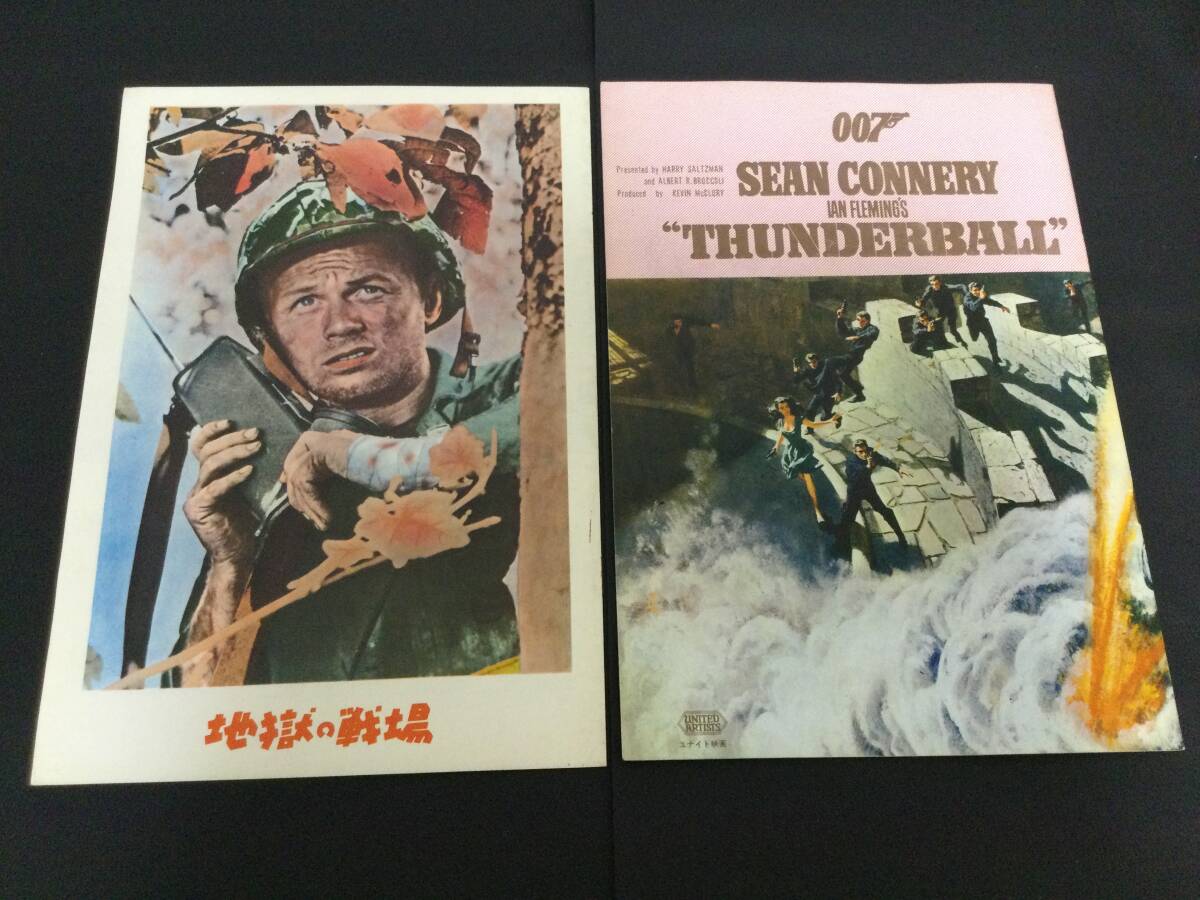 地獄の戦場
007
Presented by HARRY SALTZMAN
and ALBERT R. BROCCOLI
Produced by KEVIN McCLORY
SEAN CONNERY
IAN FLEMING'S
"THUNDERBALL"
UNITED
ARTISTS
ユナイト映画